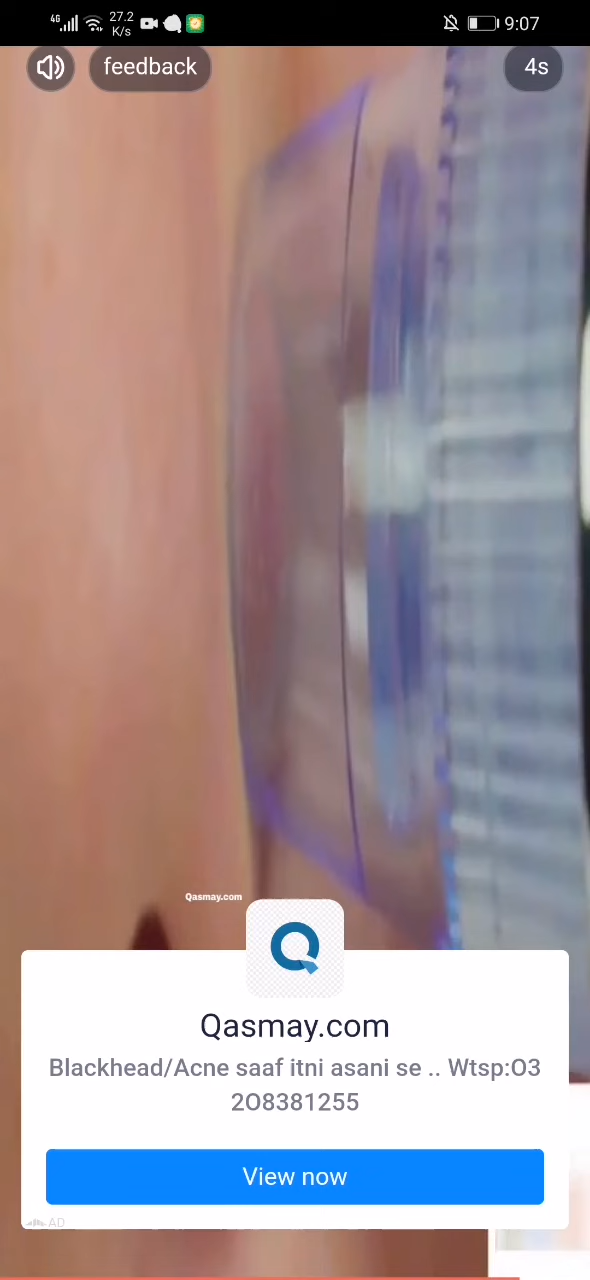 4G
27.2
K/s
9:07
feedback
4s
Qasmay.com
Qasmay.com
Blackhead/Acne saaf itni asani se .. Wtsp:O3
2O8381255
View now
AD